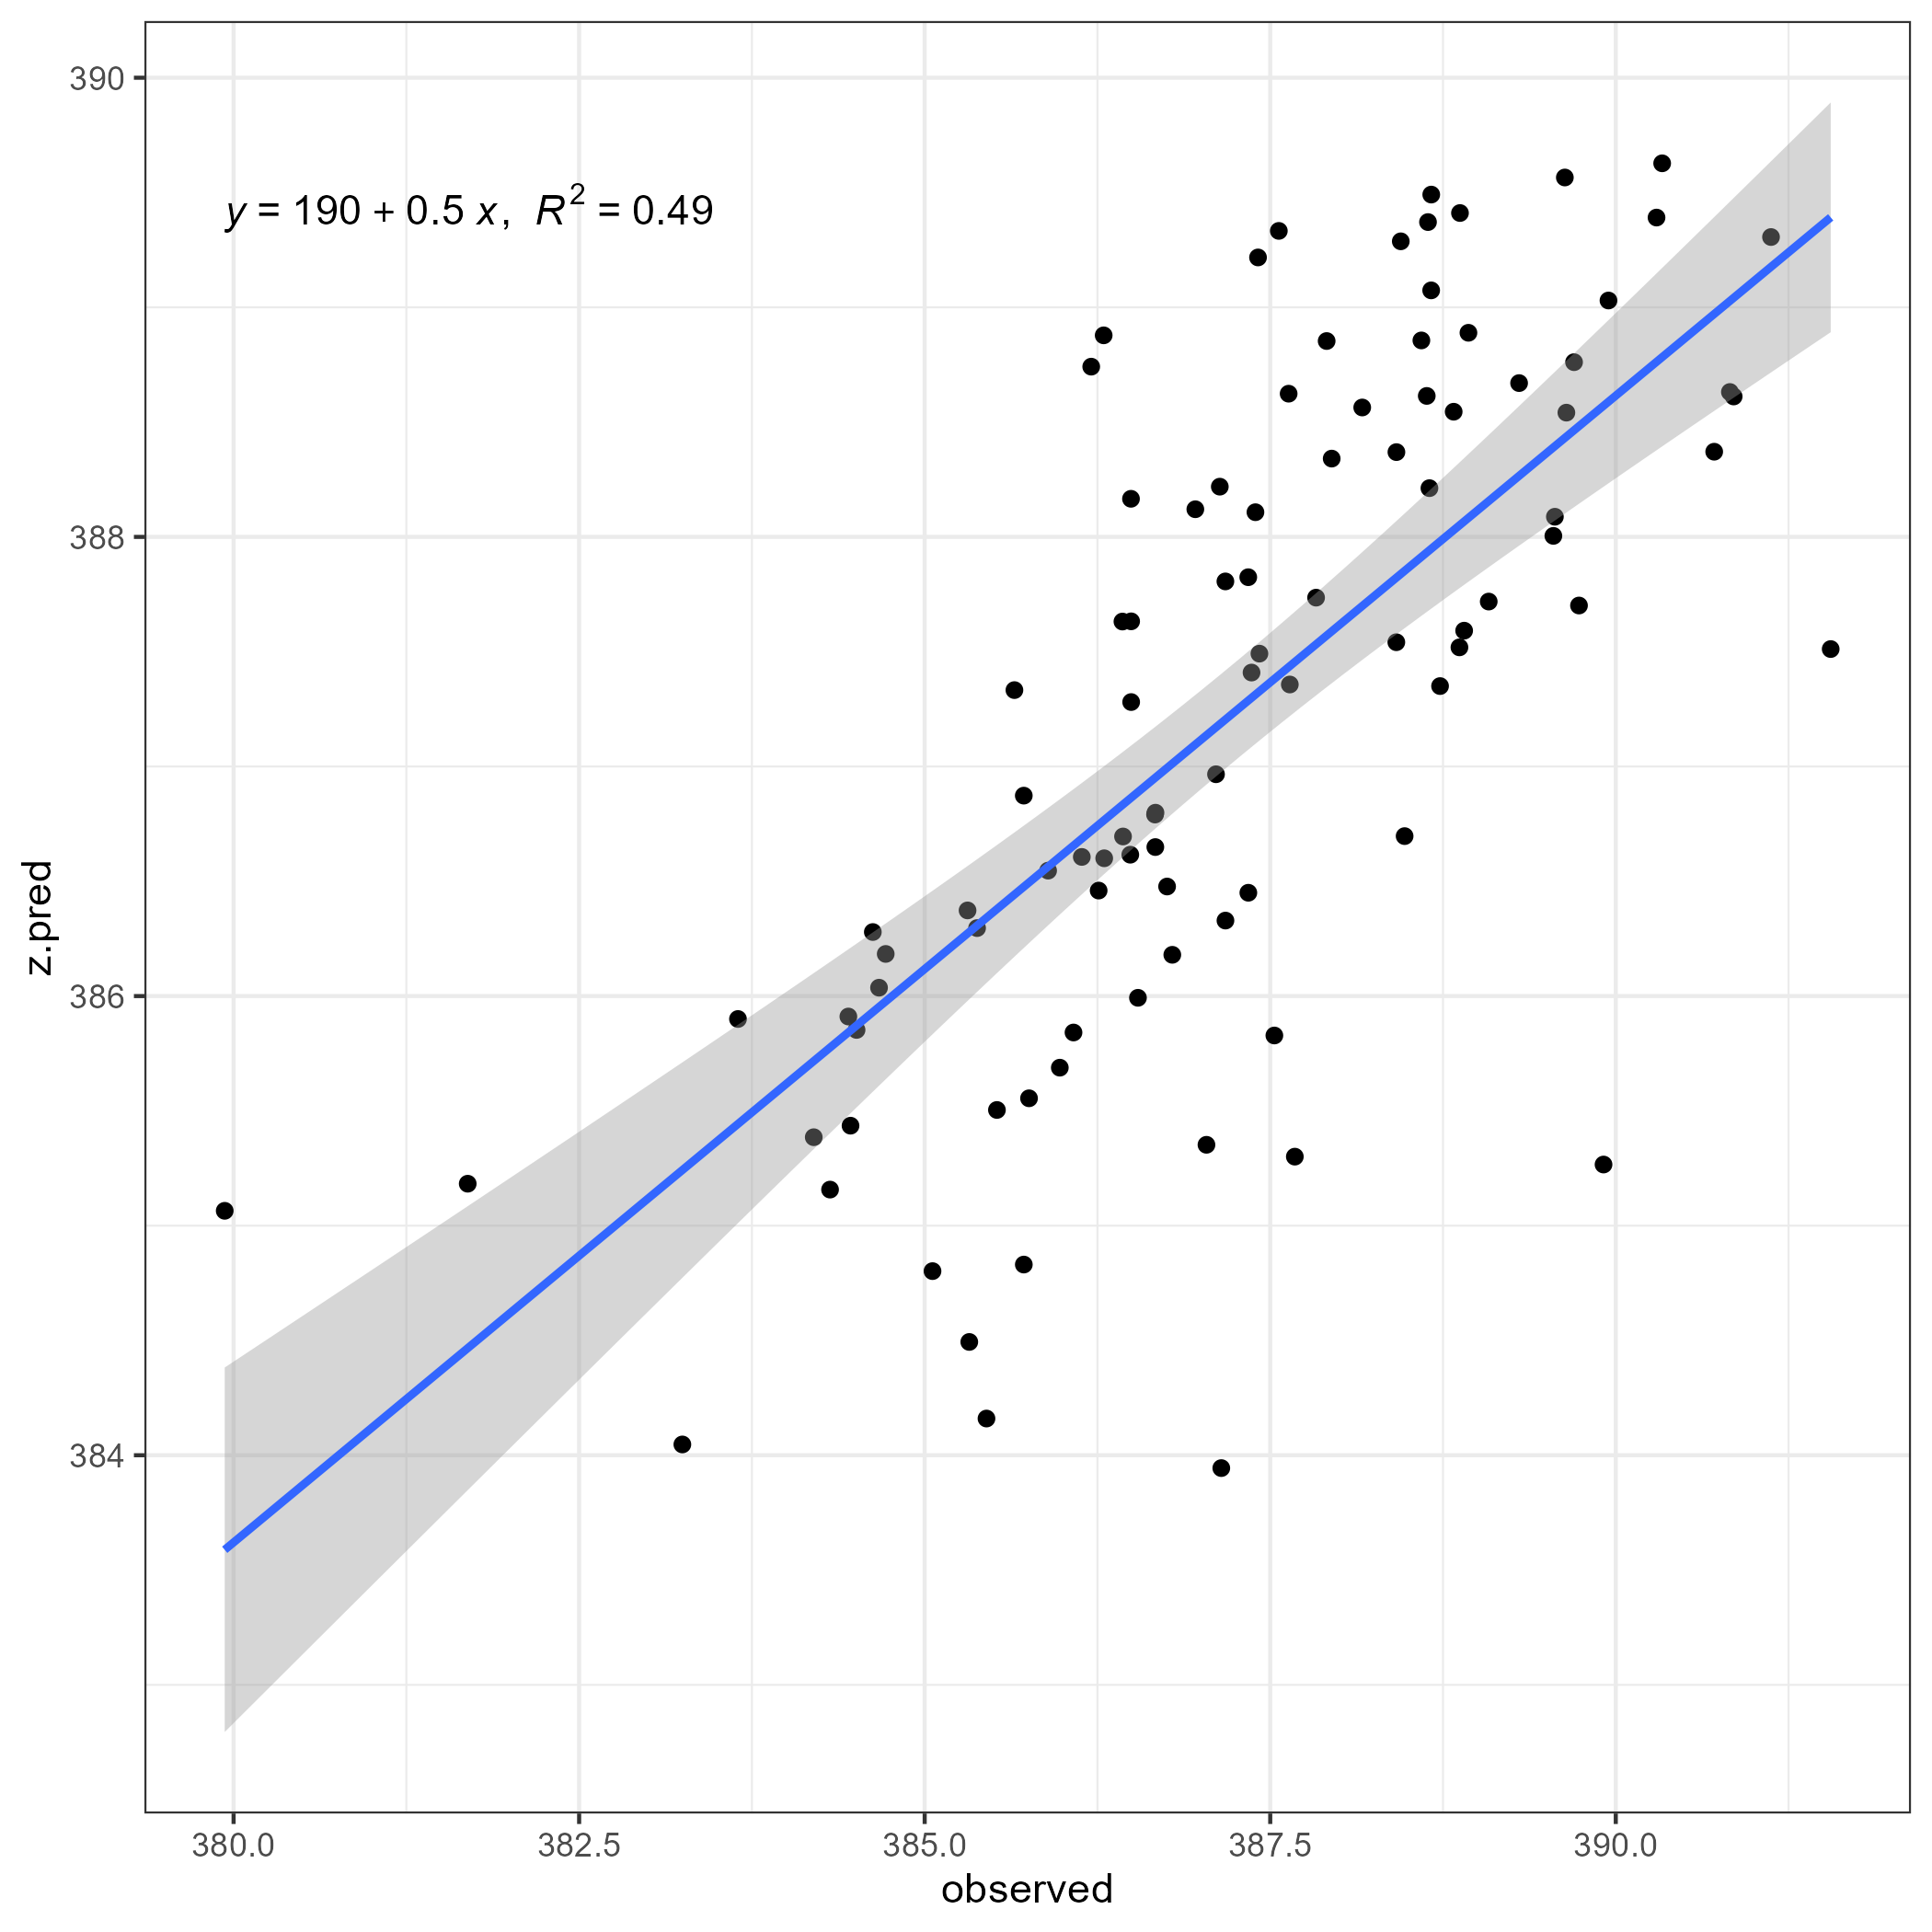 390
y = 190 + 0.5 x, R² = 0.49
388
z.pred
386
384
380.0 382.5 385.0 387.5 390.0
observed